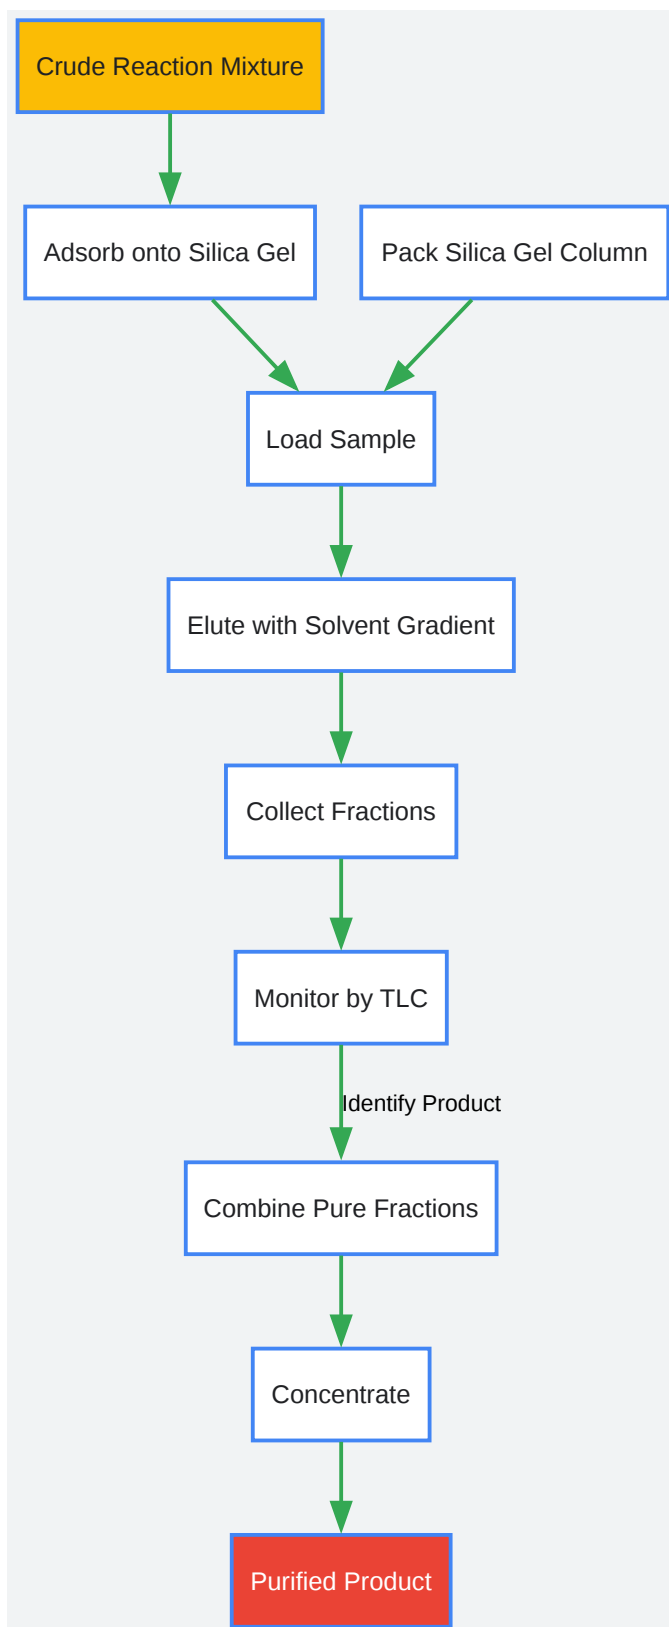 Crude Reaction Mixture
Adsorb onto Silica Gel
Pack Silica Gel Column
Load Sample
Elute with Solvent Gradient
Collect Fractions
Monitor by TLC
Identify Product
Combine Pure Fractions
Concentrate
Purified Product